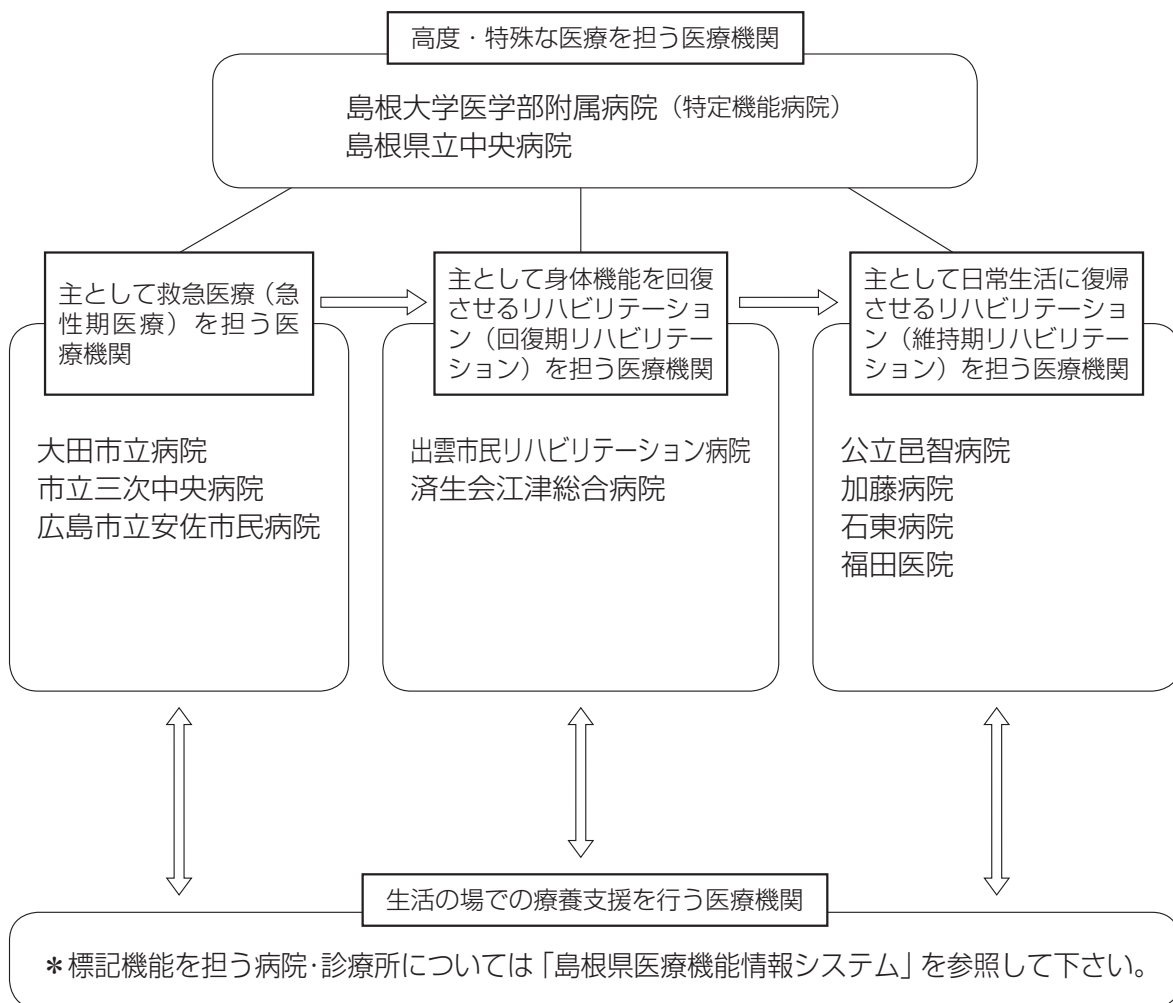 高度・特殊な医療を担う医療機関
島根大学医学部附属病院（特定機能病院）
島根県立中央病院
主として救急医療（急
性期医療）を担う医
療機関
大田市立病院
市立三次中央病院
広島市立安佐市民病院
主として身体機能を回復
させるリハビリテーショ
ン（回復期リハビリテー
ション）を担う医療機関
出雲市民リハビリテーション病院
済生会江津総合病院
主として日常生活に復帰
させるリハビリテーショ
ン（維持期リハビリテー
ション）を担う医療機関
公立邑智病院
加藤病院
石東病院
福田医院
生活の場での療養支援を行う医療機関
＊標記機能を担う病院・診療所については「島根県医療機能情報システム」を参照して下さい。